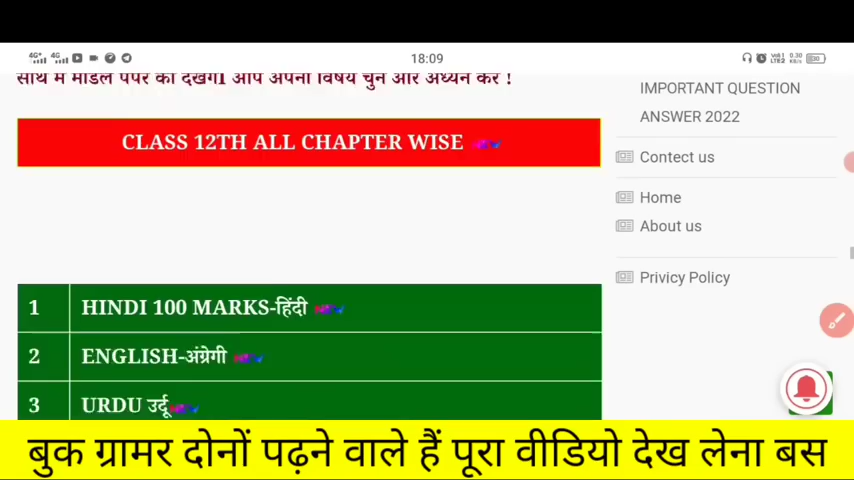 18:09
साथ में मॉडल पेपर को देखेंगे। आप अपना विषय चुने और अध्यन करें !
CLASS 12TH ALL CHAPTER WISE
1 HINDI 100 MARKS-हिंदी
2 ENGLISH-अंग्रेगी
3 URDU उर्दू
IMPORTANT QUESTION
ANSWER 2022
Contect us
Home
About us
Privicy Policy
बुक ग्रामर दोनों पढ़ने वाले हैं पूरा वीडियो देख लेना बस